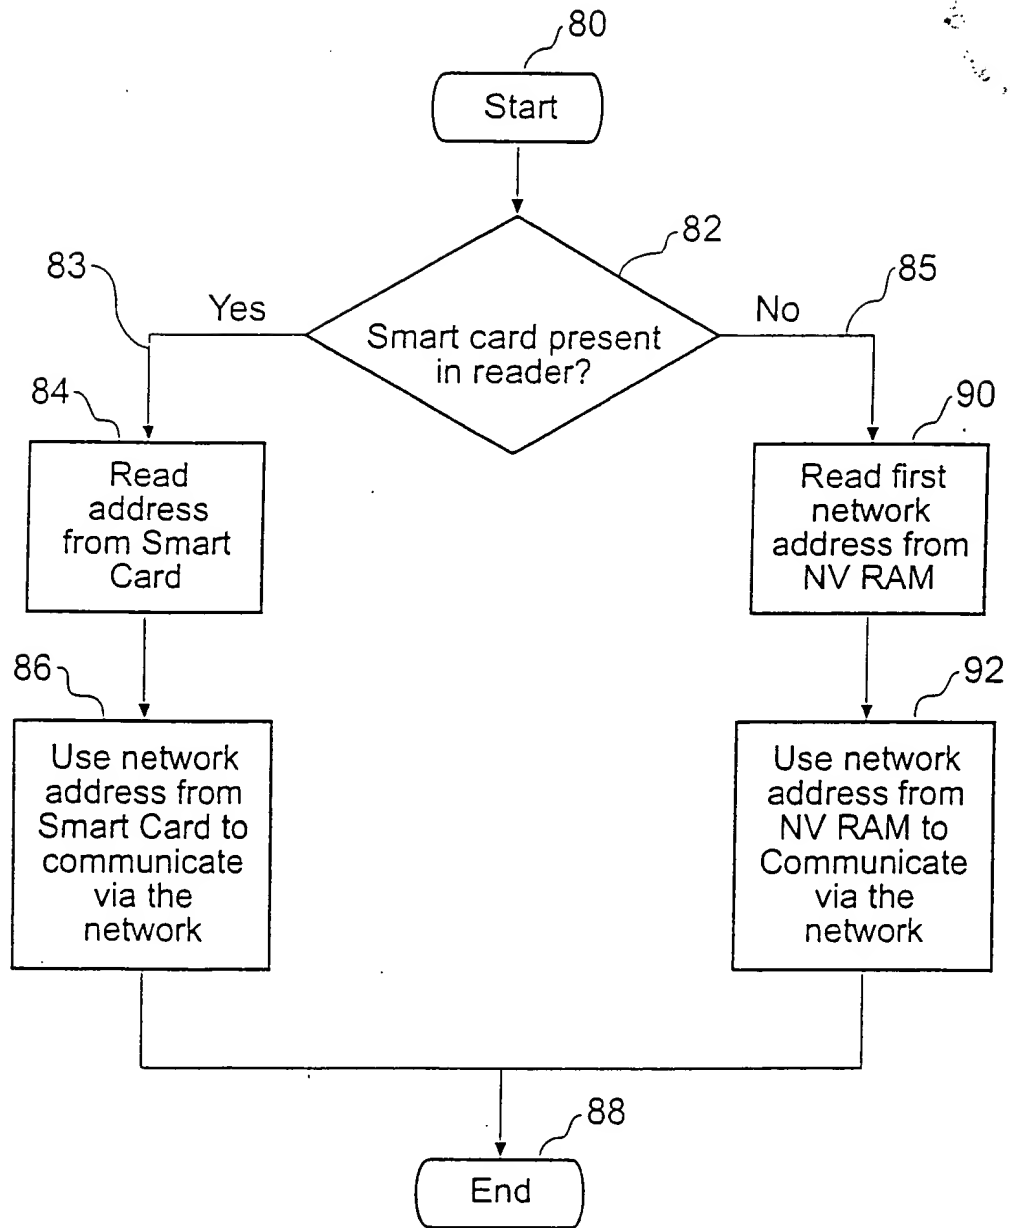 80
Start
82
83
85
Yes
No
Smart card present
in reader?
84
90
Read
address
from Smart
Card
Read first
network
address from
NV RAM
86
92
Use network
address from
Smart Card to
communicate
via the
network
Use network
address from
NV RAM to
Communicate
via the
network
88
End